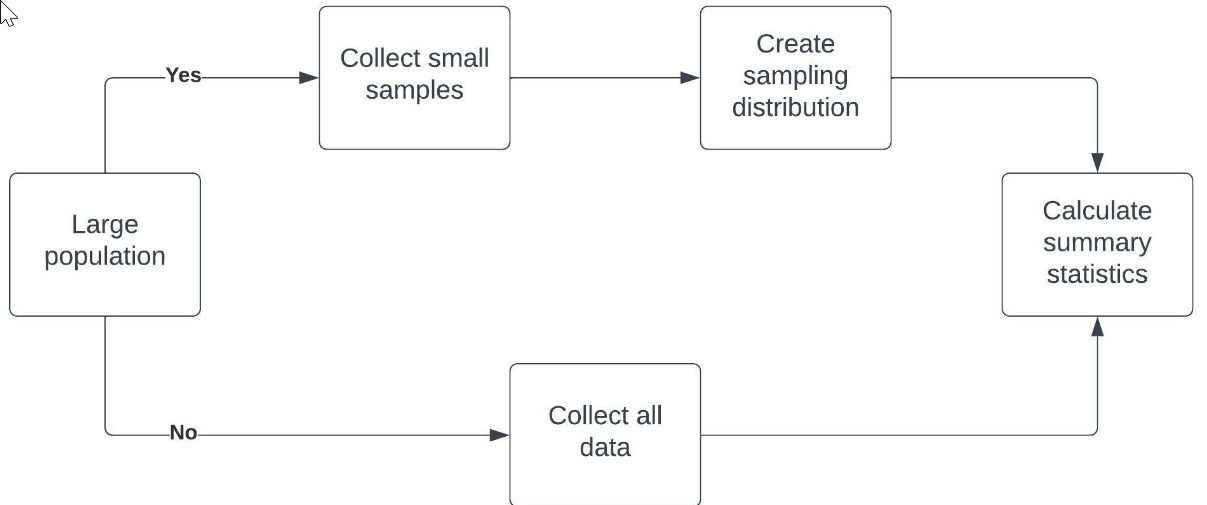 Yes
Collect small
samples
Create
sampling
distribution
Large
population
Calculate
summary
statistics
No
Collect all
data